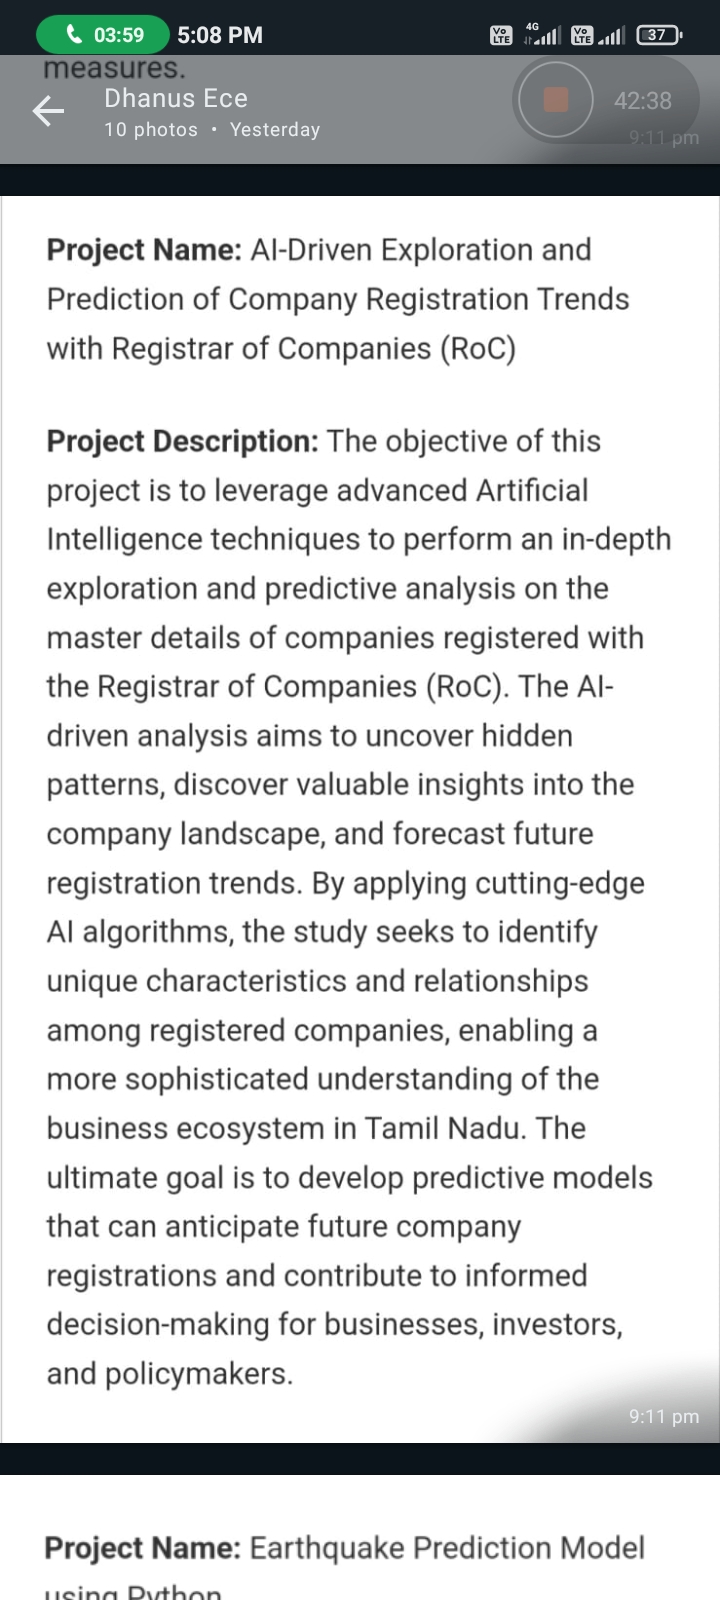 03:59 5:08 PM Vo LTE 4G Vo LTE 37
measures.
Dhanus Ece 42:38
10 photos • Yesterday 9:11 pm
Project Name: AI-Driven Exploration and
Prediction of Company Registration Trends
with Registrar of Companies (RoC)
Project Description: The objective of this
project is to leverage advanced Artificial
Intelligence techniques to perform an in-depth
exploration and predictive analysis on the
master details of companies registered with
the Registrar of Companies (RoC). The AI-
driven analysis aims to uncover hidden
patterns, discover valuable insights into the
company landscape, and forecast future
registration trends. By applying cutting-edge
AI algorithms, the study seeks to identify
unique characteristics and relationships
among registered companies, enabling a
more sophisticated understanding of the
business ecosystem in Tamil Nadu. The
ultimate goal is to develop predictive models
that can anticipate future company
registrations and contribute to informed
decision-making for businesses, investors,
and policymakers.
9:11 pm
Project Name: Earthquake Prediction Model
using Python